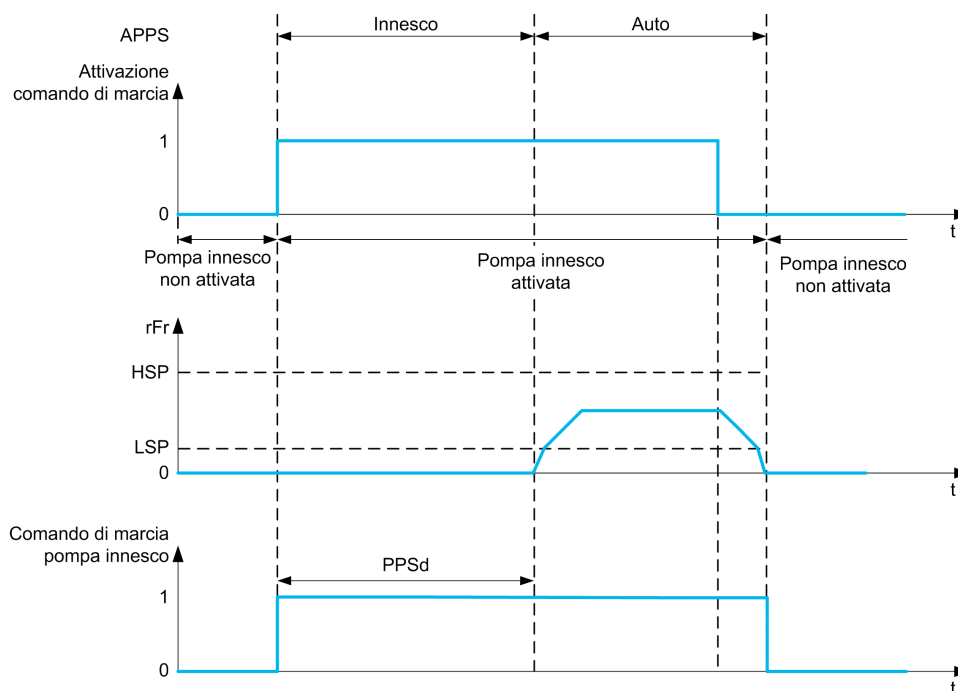 APPS
Innesco
Auto
Attivazione
comando di marcia
1
0
t
Pompa innesco
non attivata
Pompa innesco
attivata
Pompa innesco
non attivata
rFr
HSP
LSP
0
t
Comando di marcia
pompa innesco
PPSd
1
0
t